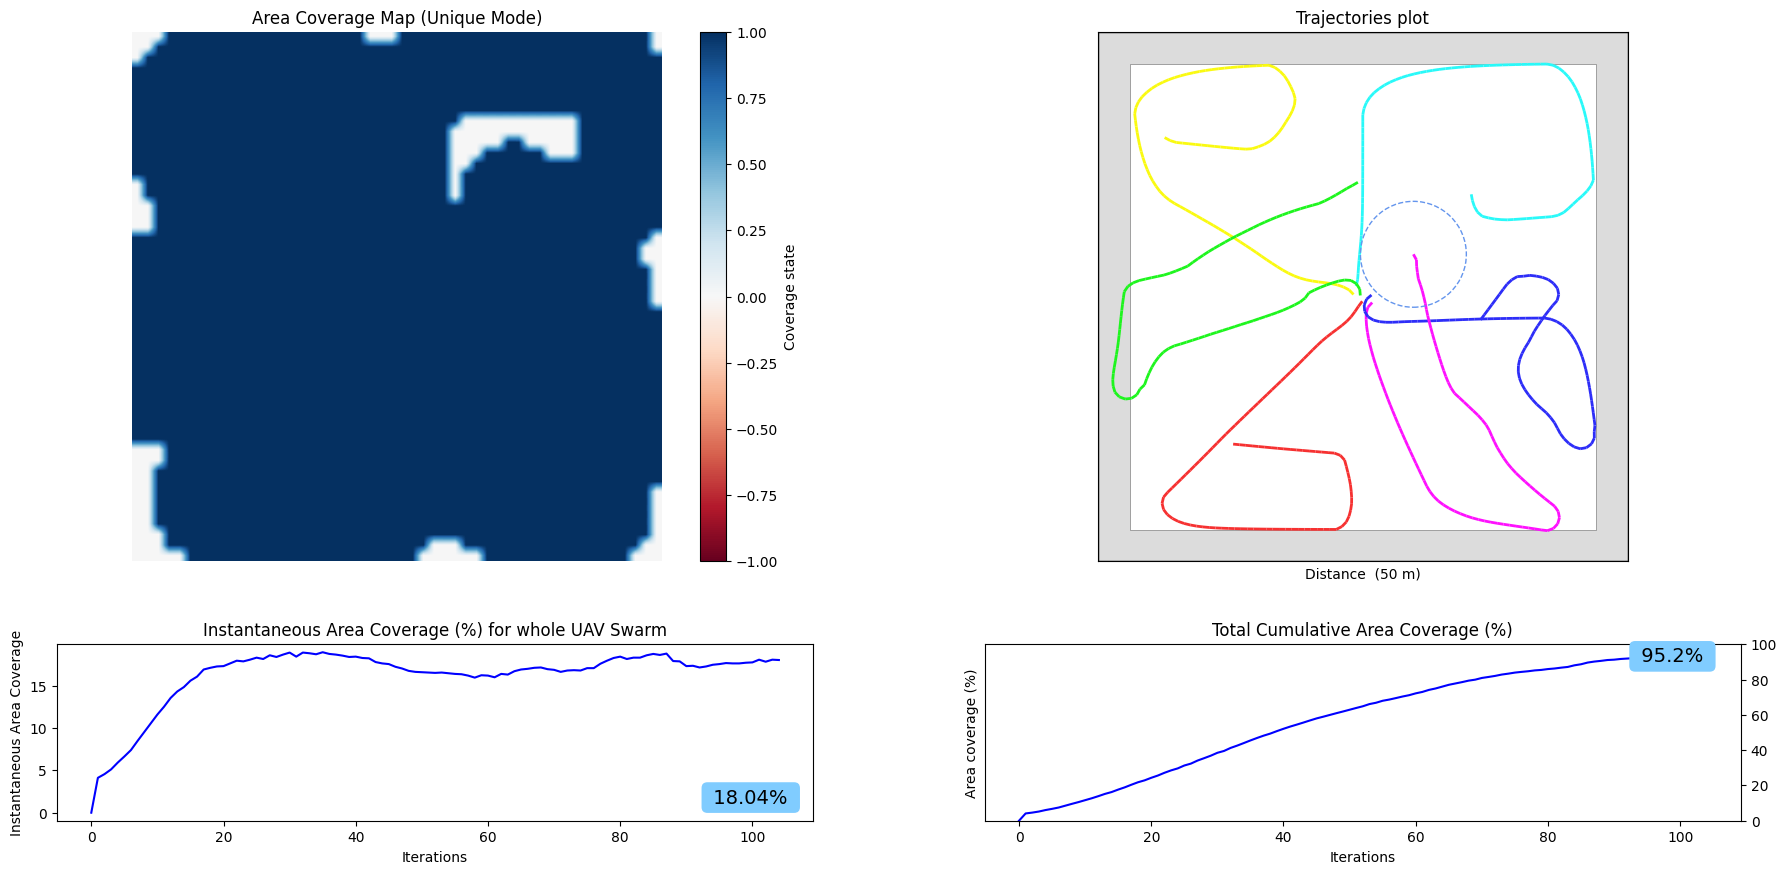 Area Coverage Map (Unique Mode)
1.00
0.75
0.50
0.25
0.00
−0.25
−0.50
−0.75
−1.00
Coverage state
Trajectories plot
Distance  (50 m)
Instantaneous Area Coverage (%) for whole UAV Swarm
Instantaneous Area Coverage
15
10
5
0
18.04%
0 20 40 60 80 100
Iterations
Total Cumulative Area Coverage (%)
Area coverage (%)
95.2%
100
80
60
40
20
0
0 20 40 60 80 100
Iterations